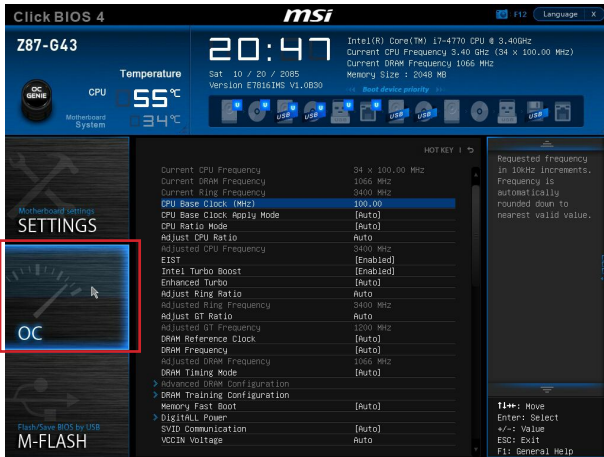 Click BIOS 4
msi
F12
Language
X
Z87-G43
OC
GENIE
CPU
Temperature
55°C
Motherboard
System
34°C
20:47
Sat 10 / 20 / 2085
Version E7816IMS V1.0B30
Intel(R) Core(TM) i7-4770 CPU @ 3.40GHz
Current CPU Frequency 3.40 GHz (34 x 100.00 MHz)
Current DRAM Frequency 1066 MHz
Memory Size : 2048 MB
Boot device priority
U
U
USB
U
USB
U
U
U
USB
U
USB
USB
HOT KEY
Motherboard settings
SETTINGS
OC
Flash/Save BIOS by USB
M-FLASH
Current CPU Frequency 34 x 100.00 MHz
Current DRAM Frequency 1066 MHz
Current Ring Frequency 3400 MHz
CPU Base Clock (MHz) 100.00
CPU Base Clock Apply Mode [Auto]
CPU Ratio Mode [Auto]
Adjust CPU Ratio Auto
Adjusted CPU Frequency 3400 MHz
EIST [Enabled]
Intel Turbo Boost [Enabled]
Enhanced Turbo [Auto]
Adjust Ring Ratio Auto
Adjusted Ring Frequency 3400 MHz
Adjust GT Ratio Auto
Adjusted GT Frequency 1200 MHz
DRAM Reference Clock [Auto]
DRAM Frequency [Auto]
Adjusted DRAM Frequency 1066 MHz
DRAM Timing Mode [Auto]
> Advanced DRAM Configuration
> DRAM Training Configuration
Memory Fast Boot [Auto]
> DigitALL Power
SVID Communication [Auto]
VCCIN Voltage Auto
Requested frequency
in 10kHz increments.
Frequency is
automatically
rounded down to
nearest valid value.
↑↓←→: Move
Enter: Select
+/-: Value
ESC: Exit
F1: General Help